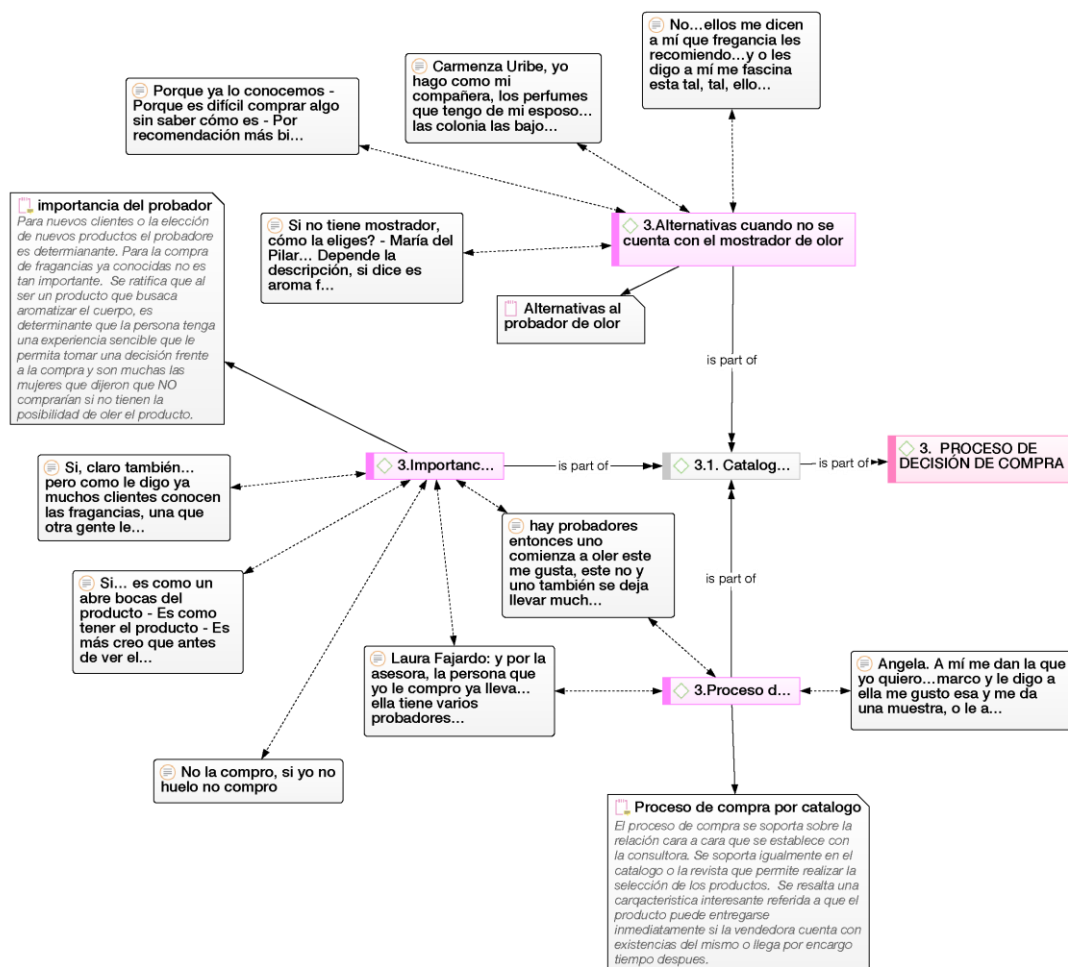 No...ellos me dicen
a mí que fregancia les
recomiendo...y o les
digo a mí me fascina
esta tal, tal, ello...
Carmenza Uribe, yo
hago como mi
compañera, los perfumes
que tengo de mi esposo...
las colonia las bajo...
Porque ya lo conocemos -
Porque es difícil comprar algo
sin saber cómo es - Por
recomendación más bi...
importancia del probador
Para nuevos clientes o la elección
de nuevos productos el probadore
es determianante. Para la compra
de fragancias ya conocidas no es
tan importante.  Se ratifica que al
ser un producto que busaca
aromatizar el cuerpo, es
determinante que la persona tenga
una experiencia sencible que le
permita tomar una decisión frente
a la compra y son muchas las
mujeres que dijeron que NO
comprarían si no tienen la
posibilidad de oler el producto.
Si no tiene mostrador,
cómo la eliges? - María del
Pilar... Depende la
descripción, si dice es
aroma f...
3.Alternativas cuando no se
cuenta con el mostrador de olor
Alternativas al
probador de olor
is part of
3.Importanc...
is part of
3.1. Catalog...
is part of
3.  PROCESO DE
DECISIÓN DE COMPRA
Si, claro también...
pero como le digo ya
muchos clientes conocen
las fragancias, una que
otra gente le...
hay probadores
entonces uno
comienza a oler este
me gusta, este no y
uno también se deja
llevar much...
is part of
Si... es como un
abre bocas del
producto - Es como
tener el producto - Es
más creo que antes
de ver el...
Laura Fajardo: y por la
asesora, la persona que
yo le compro ya lleva...
ella tiene varios
probadores...
3.Proceso d...
Angela. A mí me dan la que
yo quiero...marco y le digo a
ella me gusto esa y me da
una muestra, o le a...
No la compro, si yo no
huelo no compro
Proceso de compra por catalogo
El proceso de compra se soporta sobre la
relación cara a cara que se establece con
la consultora. Se soporta igualmente en el
catalogo o la revista que permite realizar la
selección de los productos.  Se resalta una
carqacteristica interesante referida a que el
producto puede entregarse
inmediatamente si la vendedora cuenta con
existencias del mismo o llega por encargo
tiempo despues.